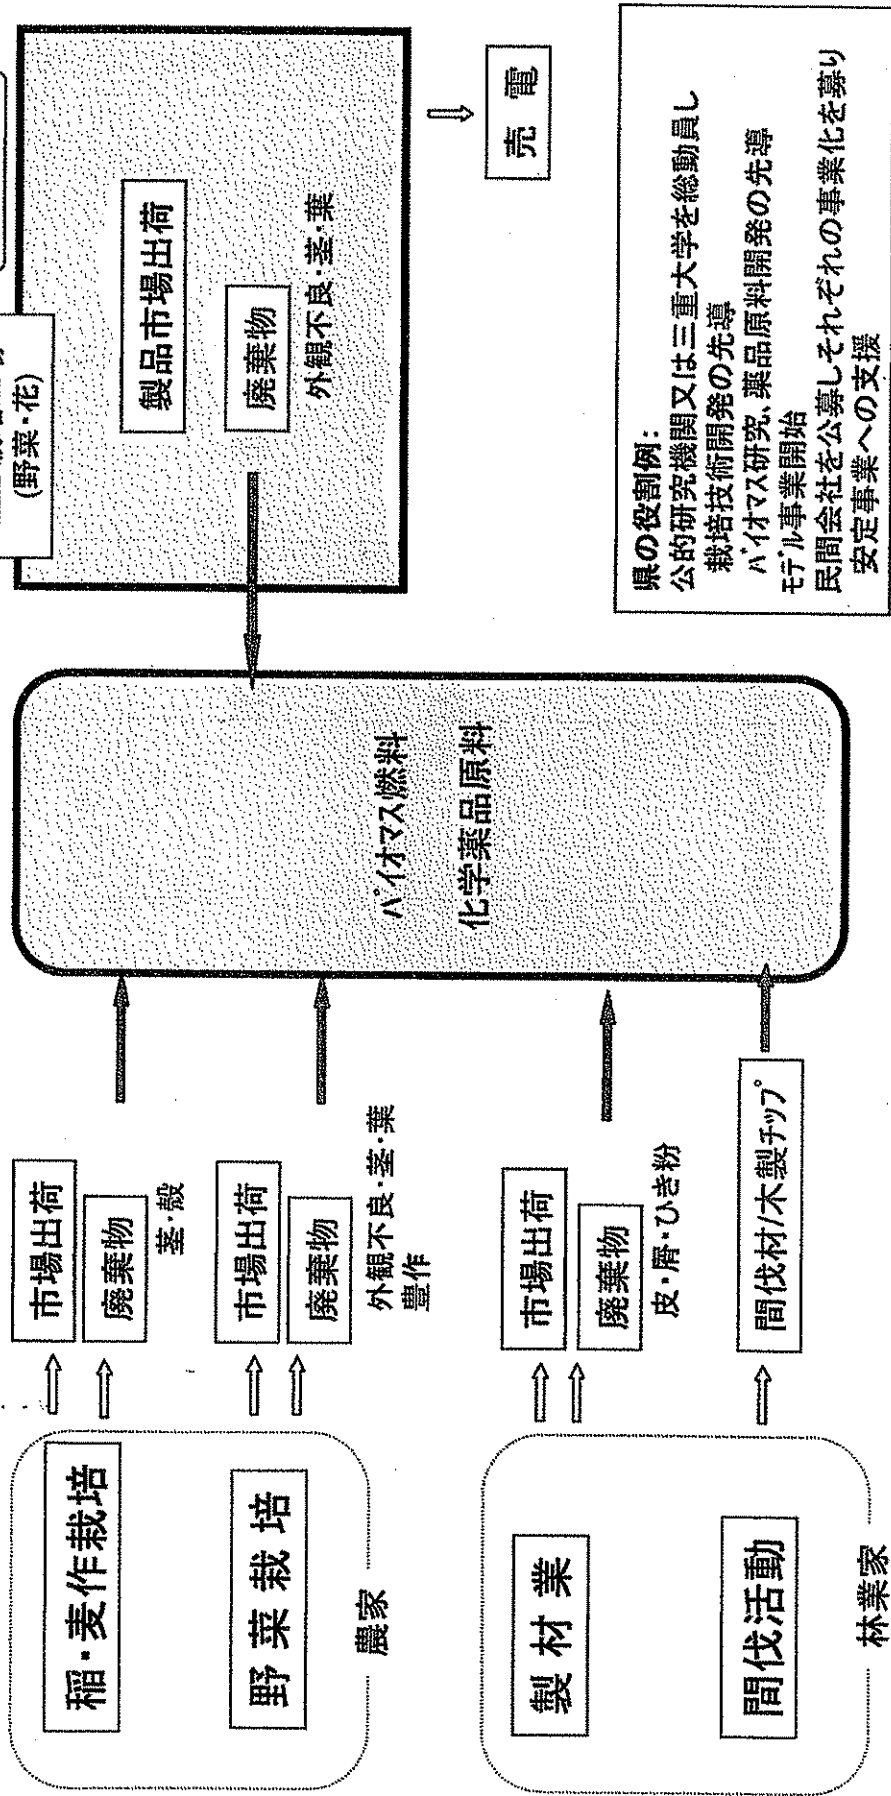 稲・麦作栽培
野菜栽培
農家
製材業
間伐活動
林業家
市場出荷
廃棄物
茎・殻
市場出荷
廃棄物
外観不良・茎・葉
豊作
市場出荷
廃棄物
皮・屑・ひき粉
間伐材/木製チップ
バイオマス燃料
化学薬品原料
(野菜・花)
製品市場出荷
廃棄物
外観不良・茎・葉
売電
県の役割例：
公的研究機関又は三重大学を総動員し
栽培技術開発の先導
バイオマス研究、薬品原料開発の先導
モデル事業開始
民間会社を公募しそれぞれの事業化を募り
安定事業への支援